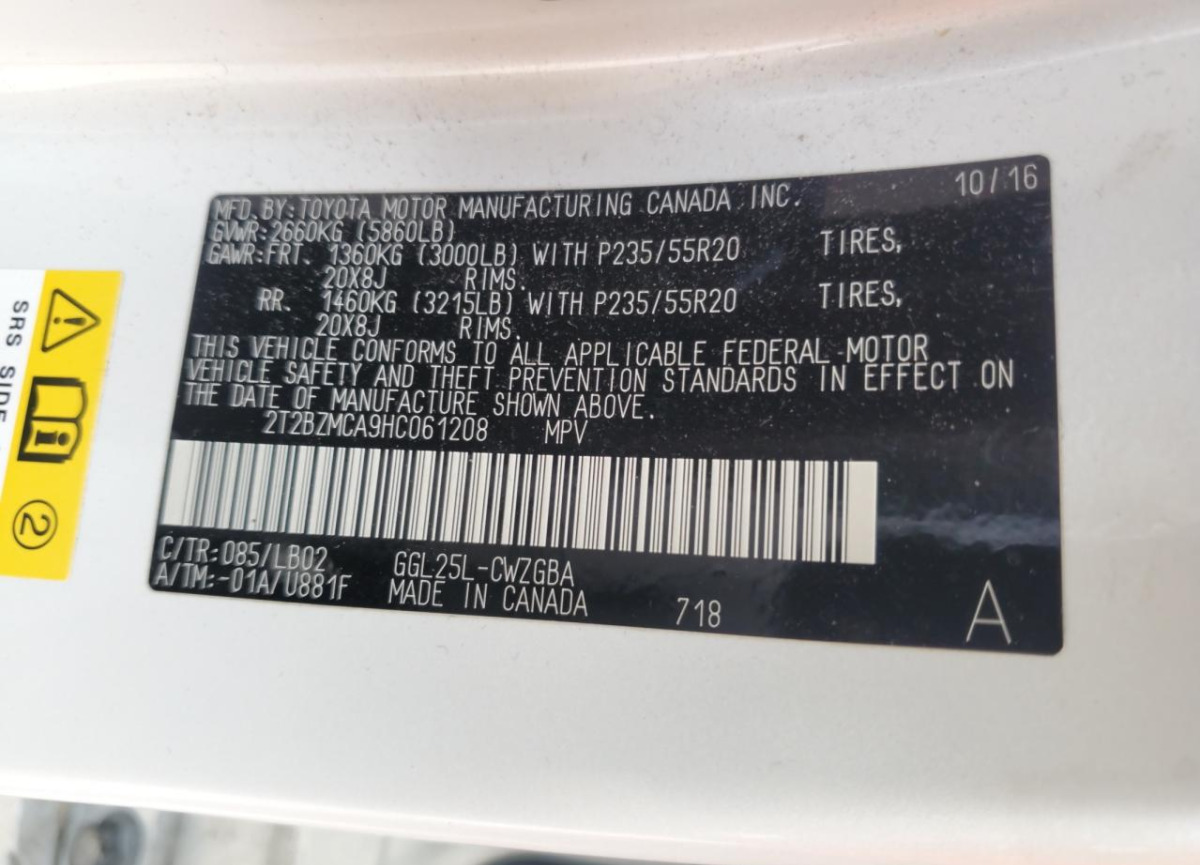 10/16
MFD. BY: TOYOTA MOTOR MANUFACTURING CANADA INC.
GVWR: 2660KG (5860LB)
GAWR: FRT. 1360KG (3000LB) WITH P235/55R20 TIRES,
20X8J RIMS.
RR. 1460KG (3215LB) WITH P235/55R20 TIRES,
20X8J RIMS.
THIS VEHICLE CONFORMS TO ALL APPLICABLE FEDERAL MOTOR
VEHICLE SAFETY AND THEFT PREVENTION STANDARDS IN EFFECT ON
THE DATE OF MANUFACTURE SHOWN ABOVE.
2T2BZMCA9HC061208 MPV
C/TR: 085/LB02 GGL25L-CWZGBA
A/TM: -01A/U881F MADE IN CANADA 718 A
SRS SIDE
2